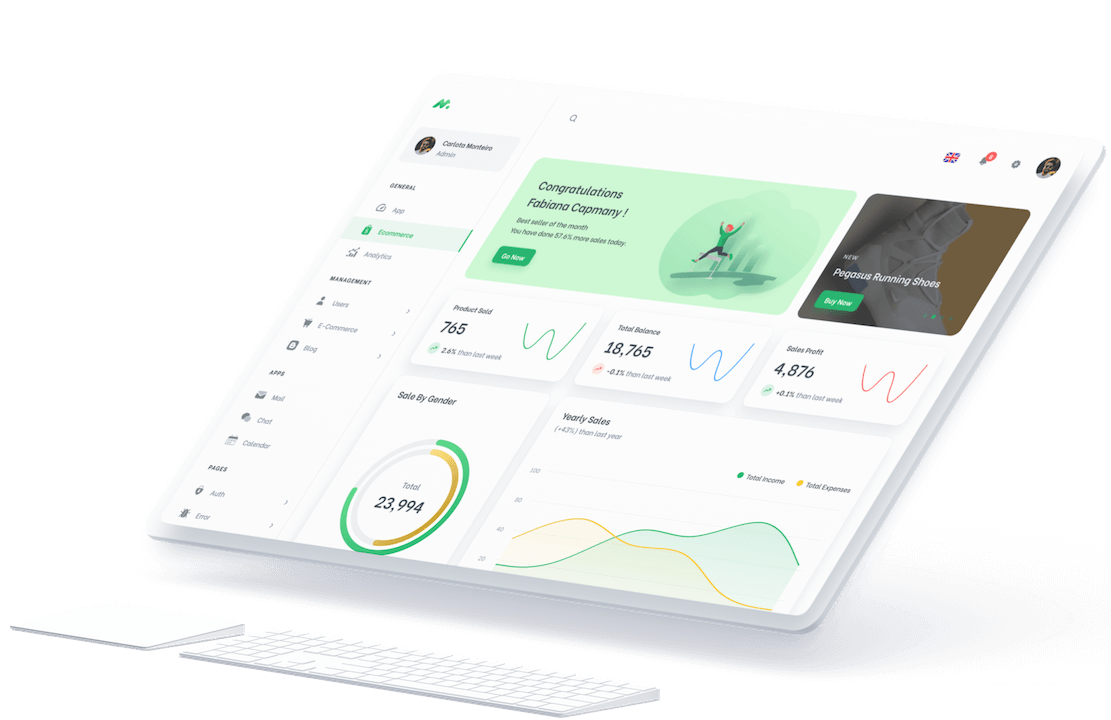 Carlota Monteiro
Admin
GENERAL
App
Ecommerce
Analytics
MANAGEMENT
Users
E-Commerce
Blog
APPS
Mail
Chat
Calendar
PAGES
Auth
Error
Congratulations
Fabiana Capmany !
Best seller of the month
You have done 57.6% more sales today.
Go Now
NEW
Pegasus Running Shoes
Buy Now
Product Sold
765
2.6% than last week
Total Balance
18,765
-0.1% than last week
Sales Profit
4,876
+0.1% than last week
Sale By Gender
Total
23,994
Yearly Sales
(+43%) than last year
Total Income
Total Expenses
100
80
40
20